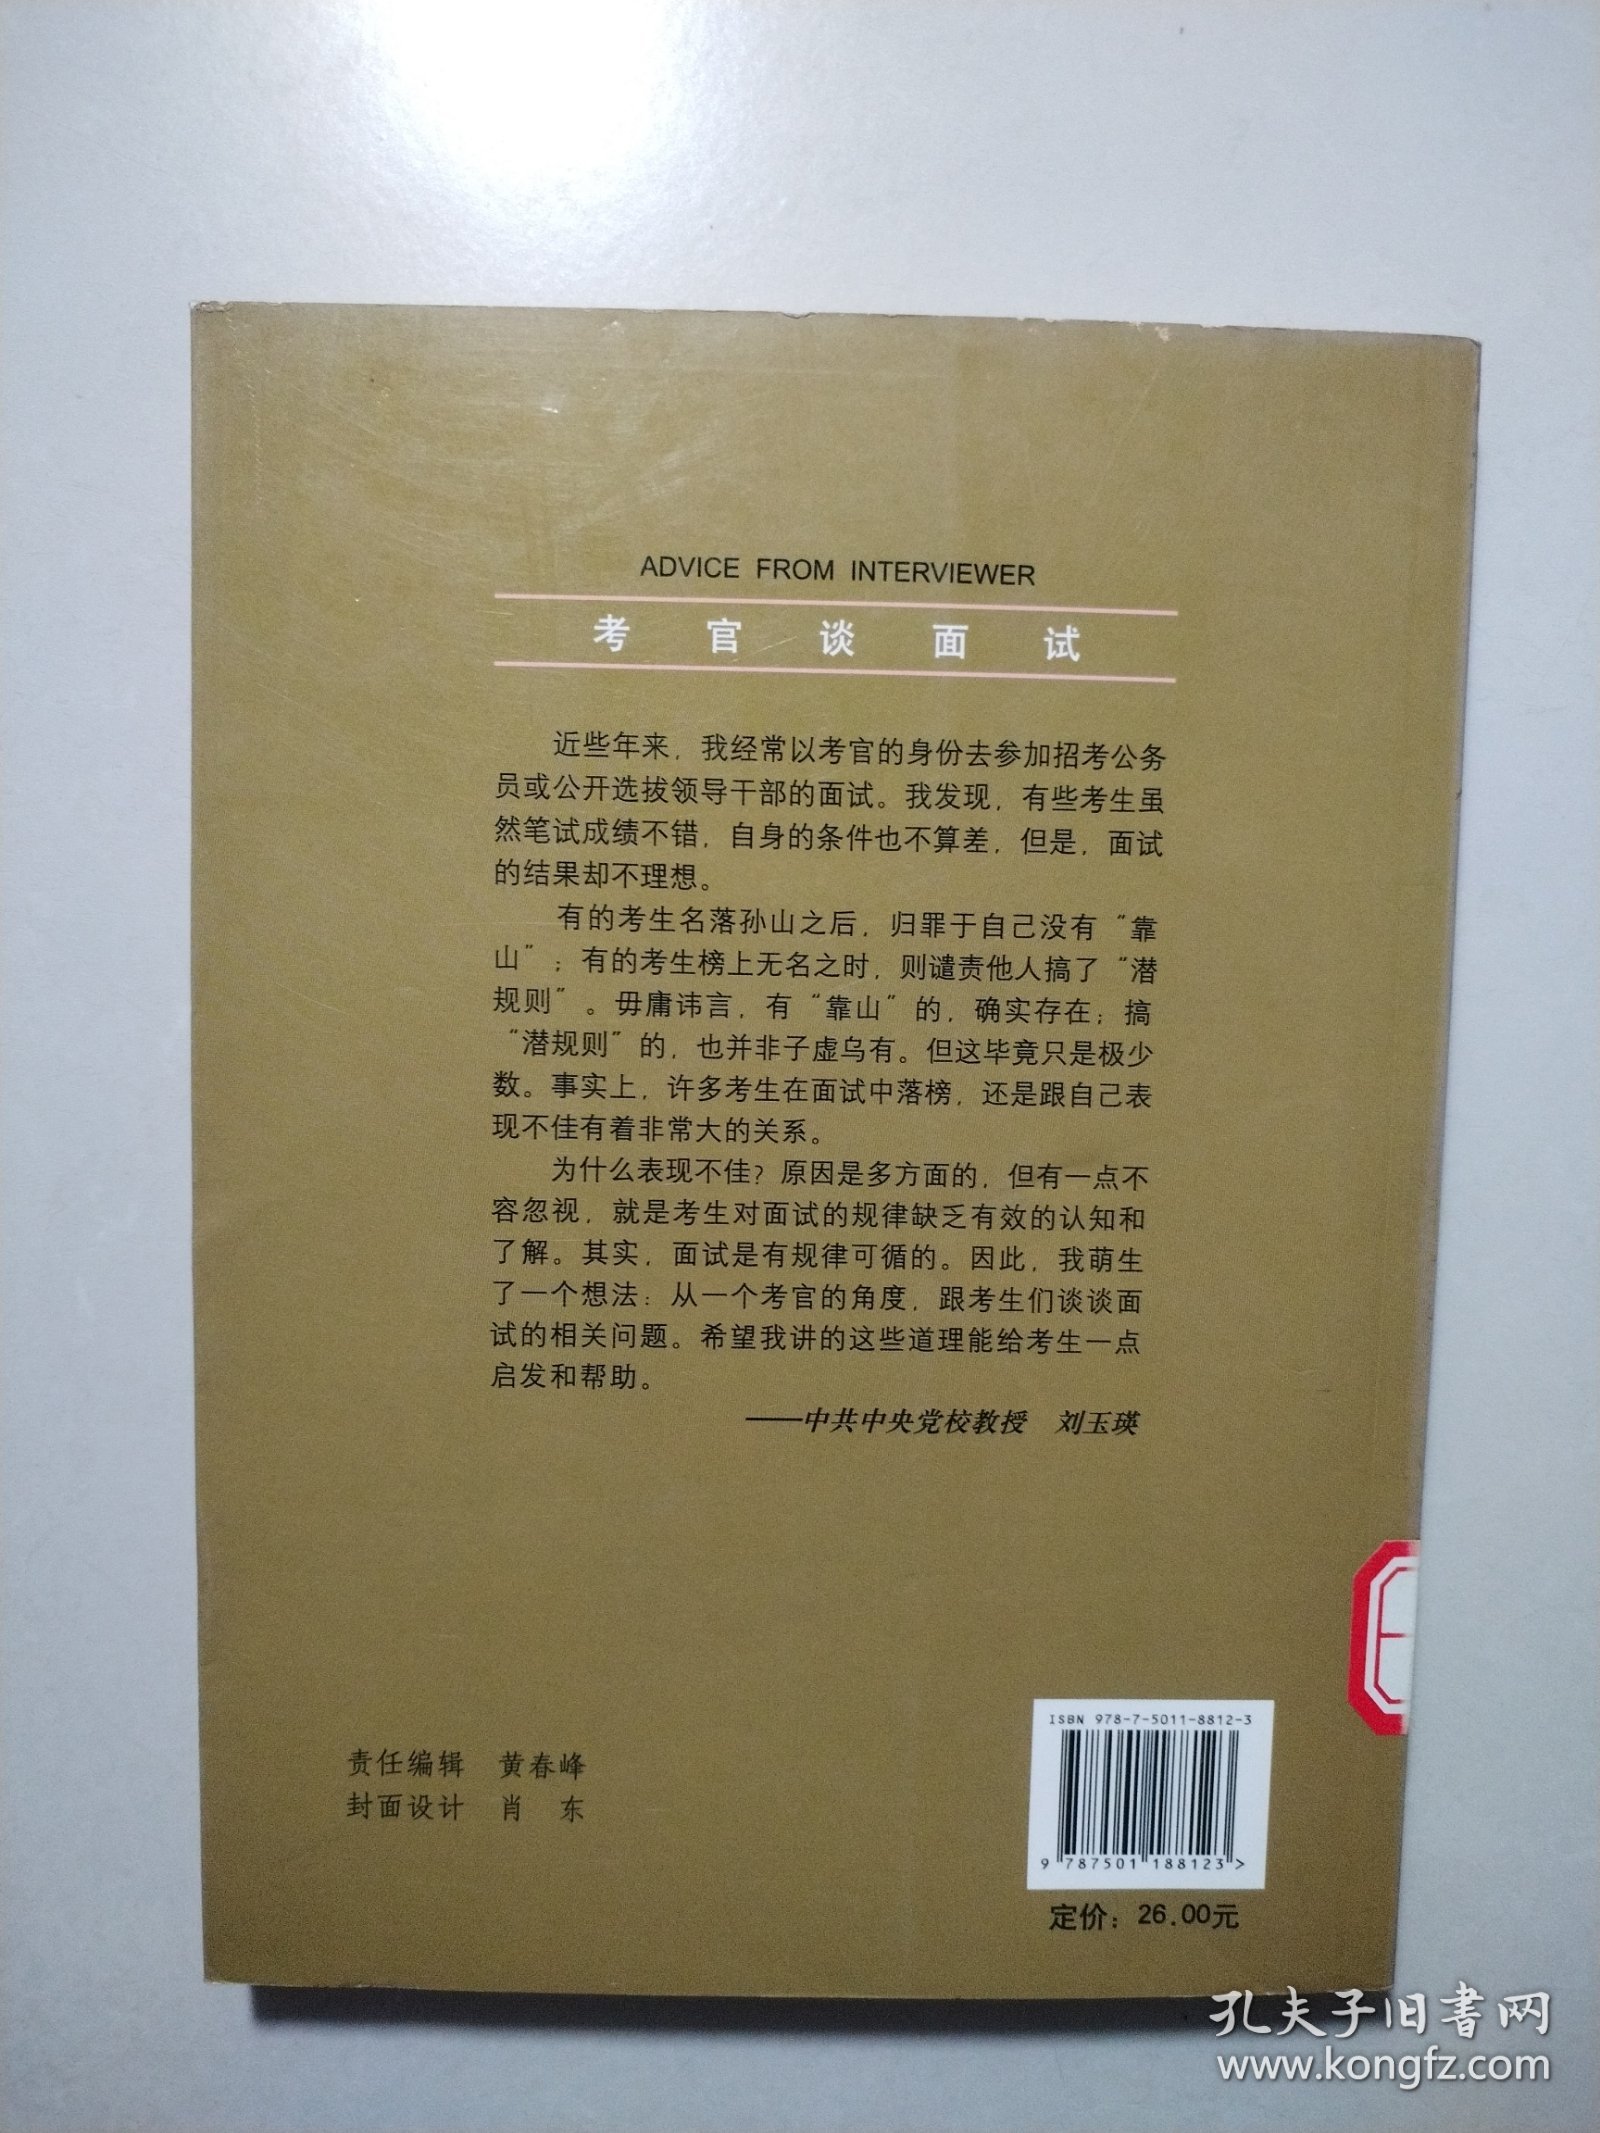 ADVICE FROM INTERVIEWER
考官谈面试
近些年来，我经常以考官的身份去参加招考公务
员或公开选拔领导干部的面试。我发现，有些考生虽
然笔试成绩不错，自身的条件也不算差，但是，面试
的结果却不理想。
有的考生名落孙山之后，归罪于自己没有“靠
山”；有的考生榜上无名之时，则谴责他人搞了“潜
规则”。毋庸讳言，有“靠山”的，确实存在；搞
“潜规则”的，也并非子虚乌有。但这毕竟只是极少
数。事实上，许多考生在面试中落榜，还是跟自己表
现不佳有着非常大的关系。
为什么表现不佳？原因是多方面的，但有一点不
容忽视，就是考生对面试的规律缺乏有效的认知和
了解。其实，面试是有规律可循的。因此，我萌生
了一个想法：从一个考官的角度，跟考生们谈谈面
试的相关问题。希望我讲的这些道理能给考生一点
启发和帮助。
——中共中央党校教授 刘玉瑛
责任编辑 黄春峰
封面设计 肖 东
ISBN 978-7-5011-8812-3
9 787501 188123 >
定价：26.00元
孔夫子旧书网
www.kongfz.com